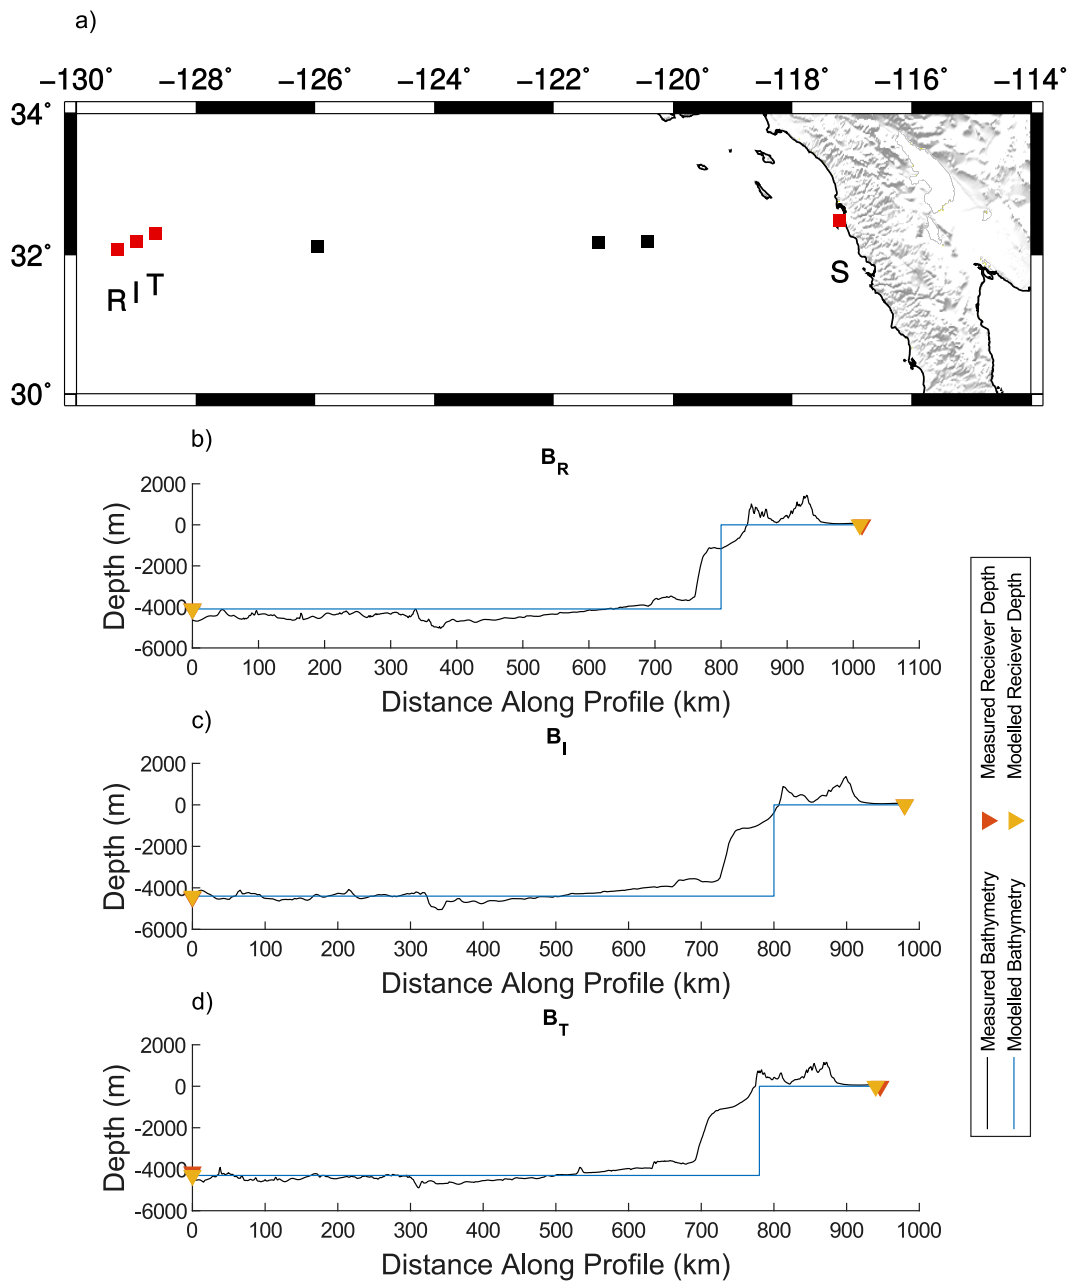 a)
−130˚ −128˚ −126˚ −124˚ −122˚ −120˚ −118˚ −116˚ −114˚
34˚
32˚
30˚
R I T
S
b)
B_R
2000
0
-2000
-4000
-6000
Depth (m)
0 100 200 300 400 500 600 700 800 900 1000 1100
Distance Along Profile (km)
c)
B_I
2000
0
-2000
-4000
-6000
Depth (m)
0 100 200 300 400 500 600 700 800 900 1000
Distance Along Profile (km)
d)
B_T
2000
0
-2000
-4000
-6000
Depth (m)
0 100 200 300 400 500 600 700 800 900 1000
Distance Along Profile (km)
Measured Bathymetry Measured Reciever Depth
Modelled Bathymetry Modelled Reciever Depth